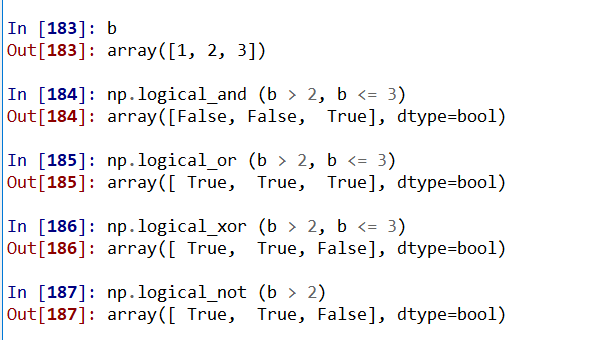 In [183]: b
Out[183]: array([1, 2, 3])
In [184]: np.logical_and (b > 2, b <= 3)
Out[184]: array([False, False,  True], dtype=bool)
In [185]: np.logical_or (b > 2, b <= 3)
Out[185]: array([ True,  True,  True], dtype=bool)
In [186]: np.logical_xor (b > 2, b <= 3)
Out[186]: array([ True,  True, False], dtype=bool)
In [187]: np.logical_not (b > 2)
Out[187]: array([ True,  True, False], dtype=bool)